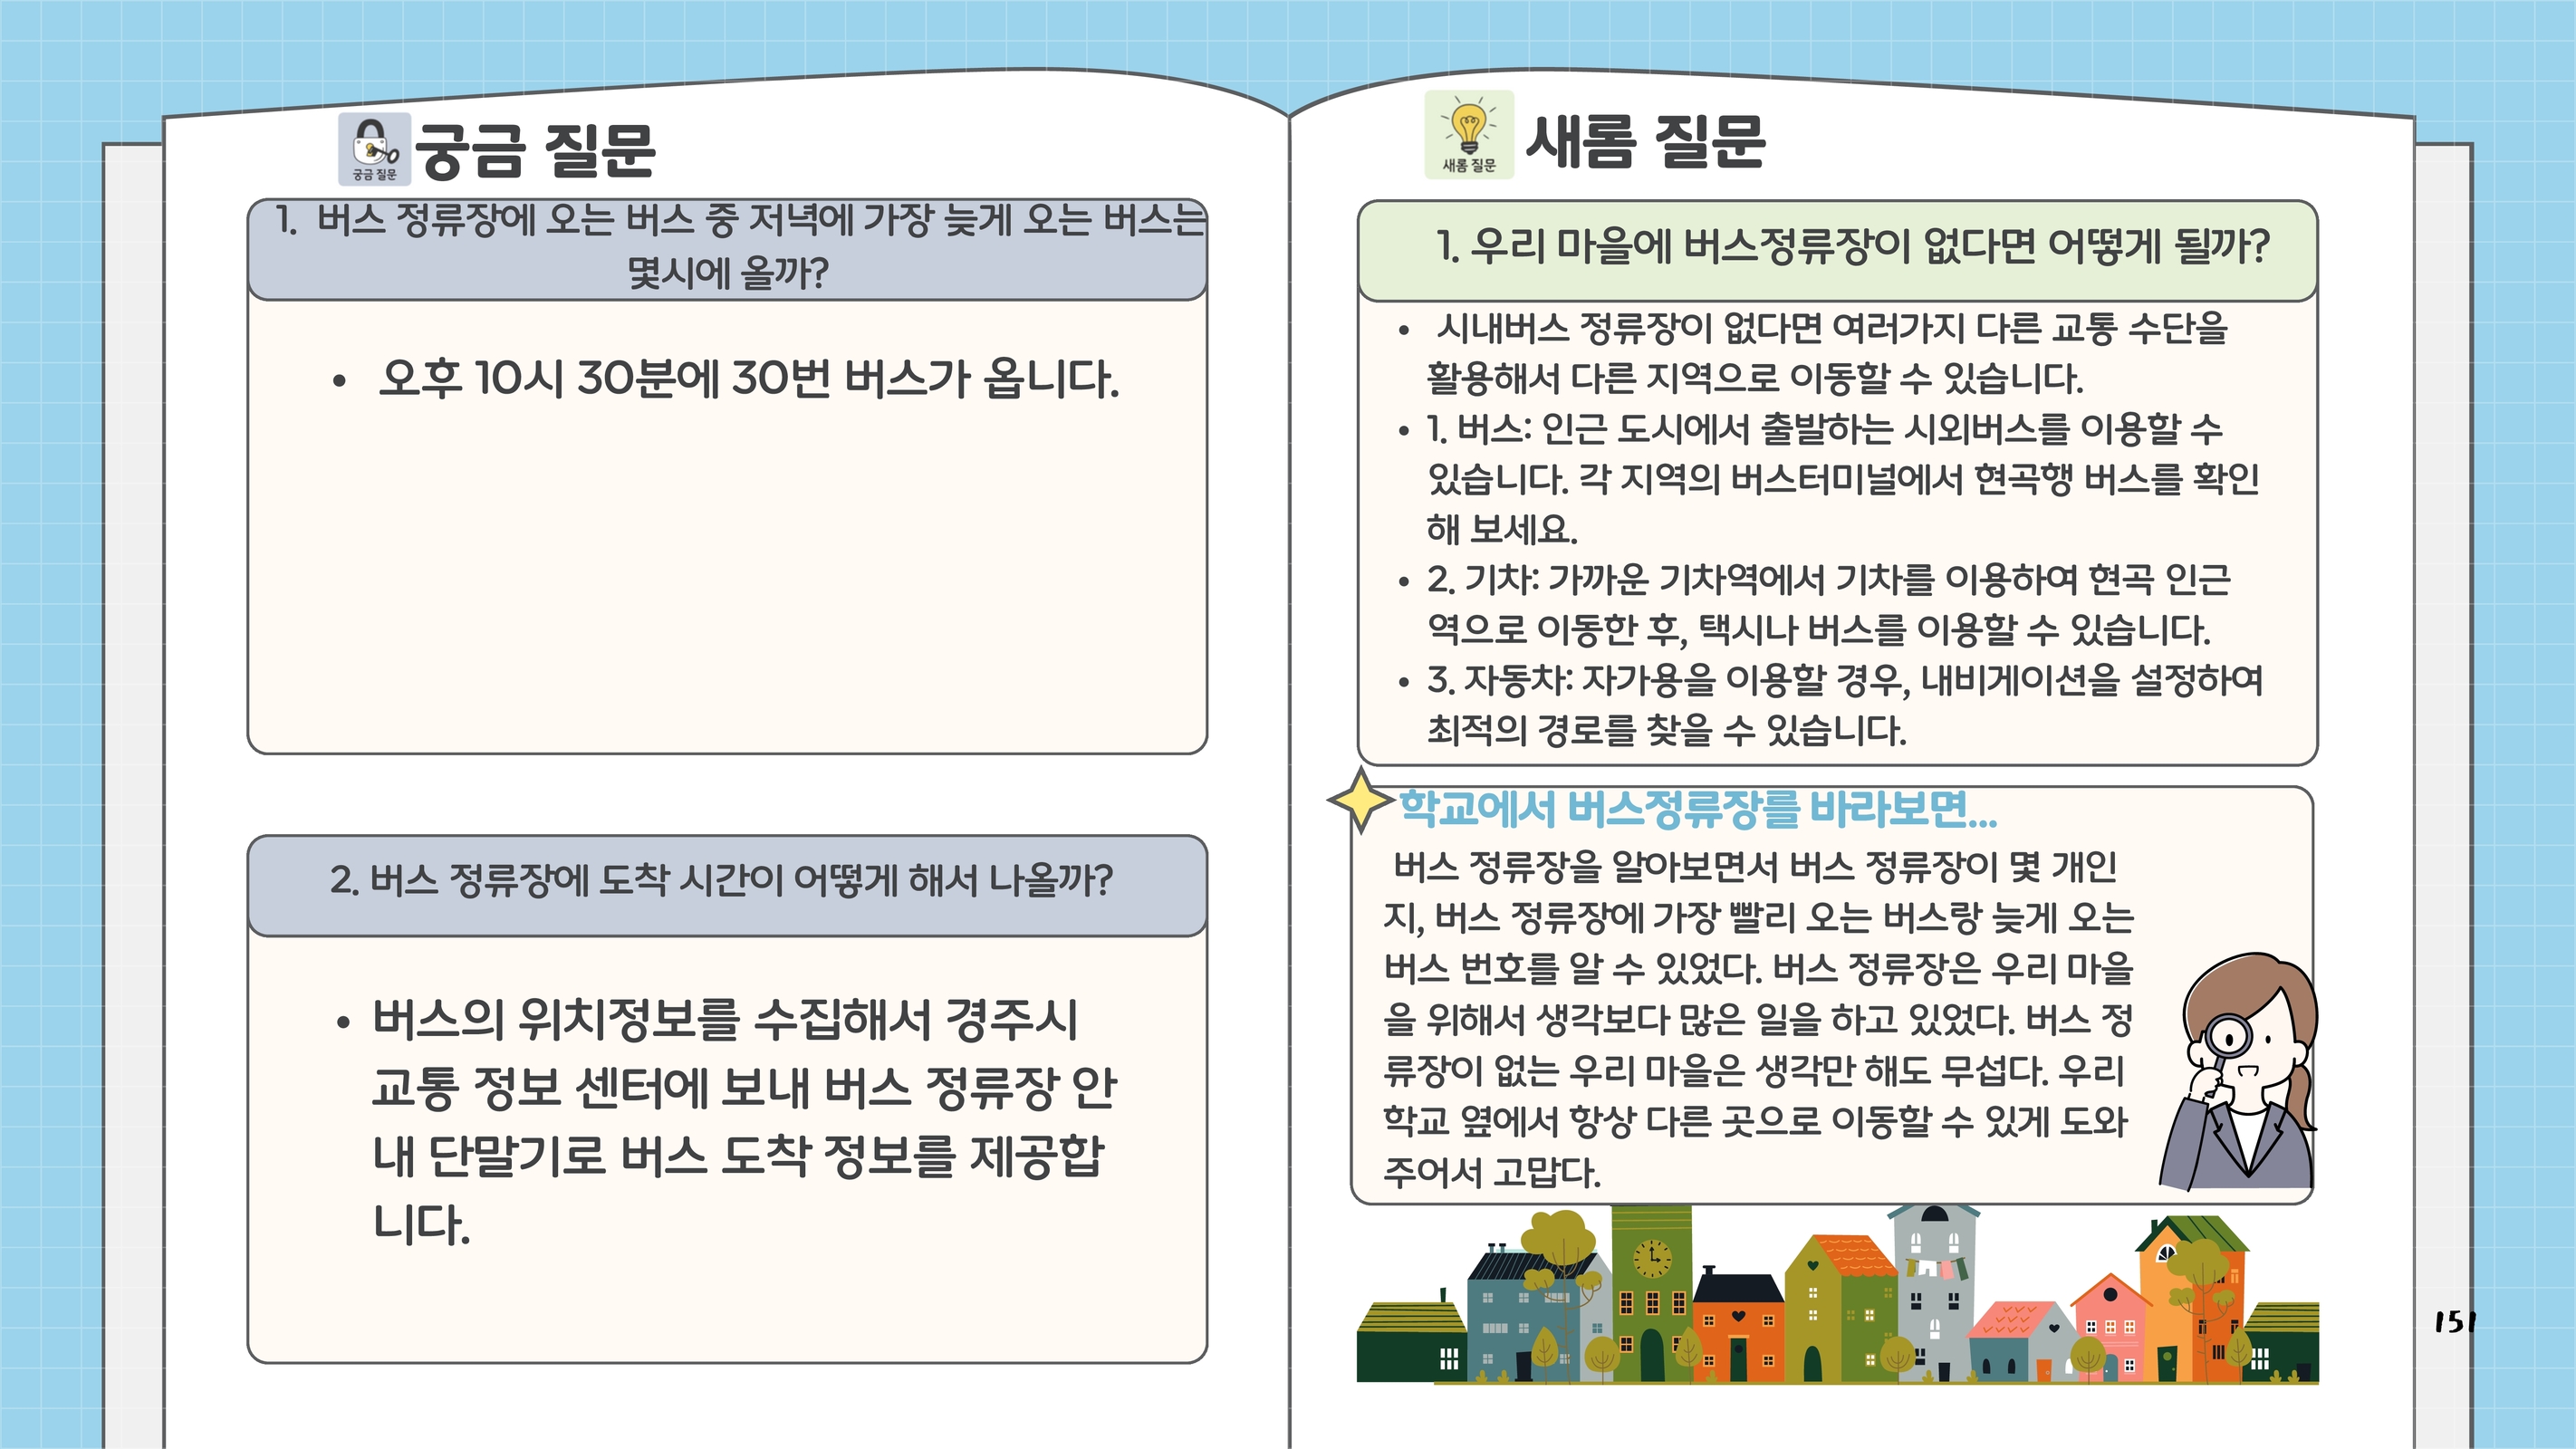 궁금 질문
궁금 질문
1. 버스 정류장에 오는 버스 중 저녁에 가장 늦게 오는 버스는
몇시에 올까?
• 오후 10시 30분에 30번 버스가 옵니다.
2. 버스 정류장에 도착 시간이 어떻게 해서 나올까?
• 버스의 위치정보를 수집해서 경주시
교통 정보 센터에 보내 버스 정류장 안
내 단말기로 버스 도착 정보를 제공합
니다.
새롬 질문
새롬 질문
1. 우리 마을에 버스정류장이 없다면 어떻게 될까?
• 시내버스 정류장이 없다면 여러가지 다른 교통 수단을
활용해서 다른 지역으로 이동할 수 있습니다.
• 1. 버스: 인근 도시에서 출발하는 시외버스를 이용할 수
있습니다. 각 지역의 버스터미널에서 현곡행 버스를 확인
해 보세요.
• 2. 기차: 가까운 기차역에서 기차를 이용하여 현곡 인근
역으로 이동한 후, 택시나 버스를 이용할 수 있습니다.
• 3. 자동차: 자가용을 이용할 경우, 내비게이션을 설정하여
최적의 경로를 찾을 수 있습니다.
학교에서 버스정류장를 바라보면...
버스 정류장을 알아보면서 버스 정류장이 몇 개인
지, 버스 정류장에 가장 빨리 오는 버스랑 늦게 오는
버스 번호를 알 수 있었다. 버스 정류장은 우리 마을
을 위해서 생각보다 많은 일을 하고 있었다. 버스 정
류장이 없는 우리 마을은 생각만 해도 무섭다. 우리
학교 옆에서 항상 다른 곳으로 이동할 수 있게 도와
주어서 고맙다.
151